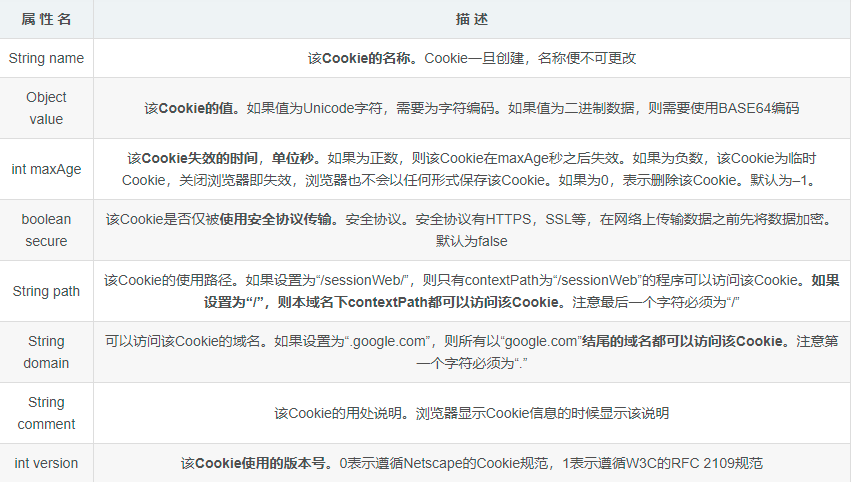 属 性 名 描 述
String name 该Cookie的名称。Cookie一旦创建，名称便不可更改
Object
value
该Cookie的值。如果值为Unicode字符，需要为字符编码。如果值为二进制数据，则需要使用BASE64编码
int maxAge
该Cookie失效的时间，单位秒。如果为正数，则该Cookie在maxAge秒之后失效。如果为负数，该Cookie为临时
Cookie，关闭浏览器即失效，浏览器也不会以任何形式保存该Cookie。如果为0，表示删除该Cookie。默认为–1。
boolean
secure
该Cookie是否仅被使用安全协议传输。安全协议。安全协议有HTTPS，SSL等，在网络上传输数据之前先将数据加密。
默认为false
String path
该Cookie的使用路径。如果设置为“/sessionWeb/”，则只有contextPath为“/sessionWeb”的程序可以访问该Cookie。如果
设置为“/”，则本域名下contextPath都可以访问该Cookie。注意最后一个字符必须为“/”
String
domain
可以访问该Cookie的域名。如果设置为“.google.com”，则所有以“google.com”结尾的域名都可以访问该Cookie。注意第
一个字符必须为“.”
String
comment
该Cookie的用处说明。浏览器显示Cookie信息的时候显示该说明
int version 该Cookie使用的版本号。0表示遵循Netscape的Cookie规范，1表示遵循W3C的RFC 2109规范